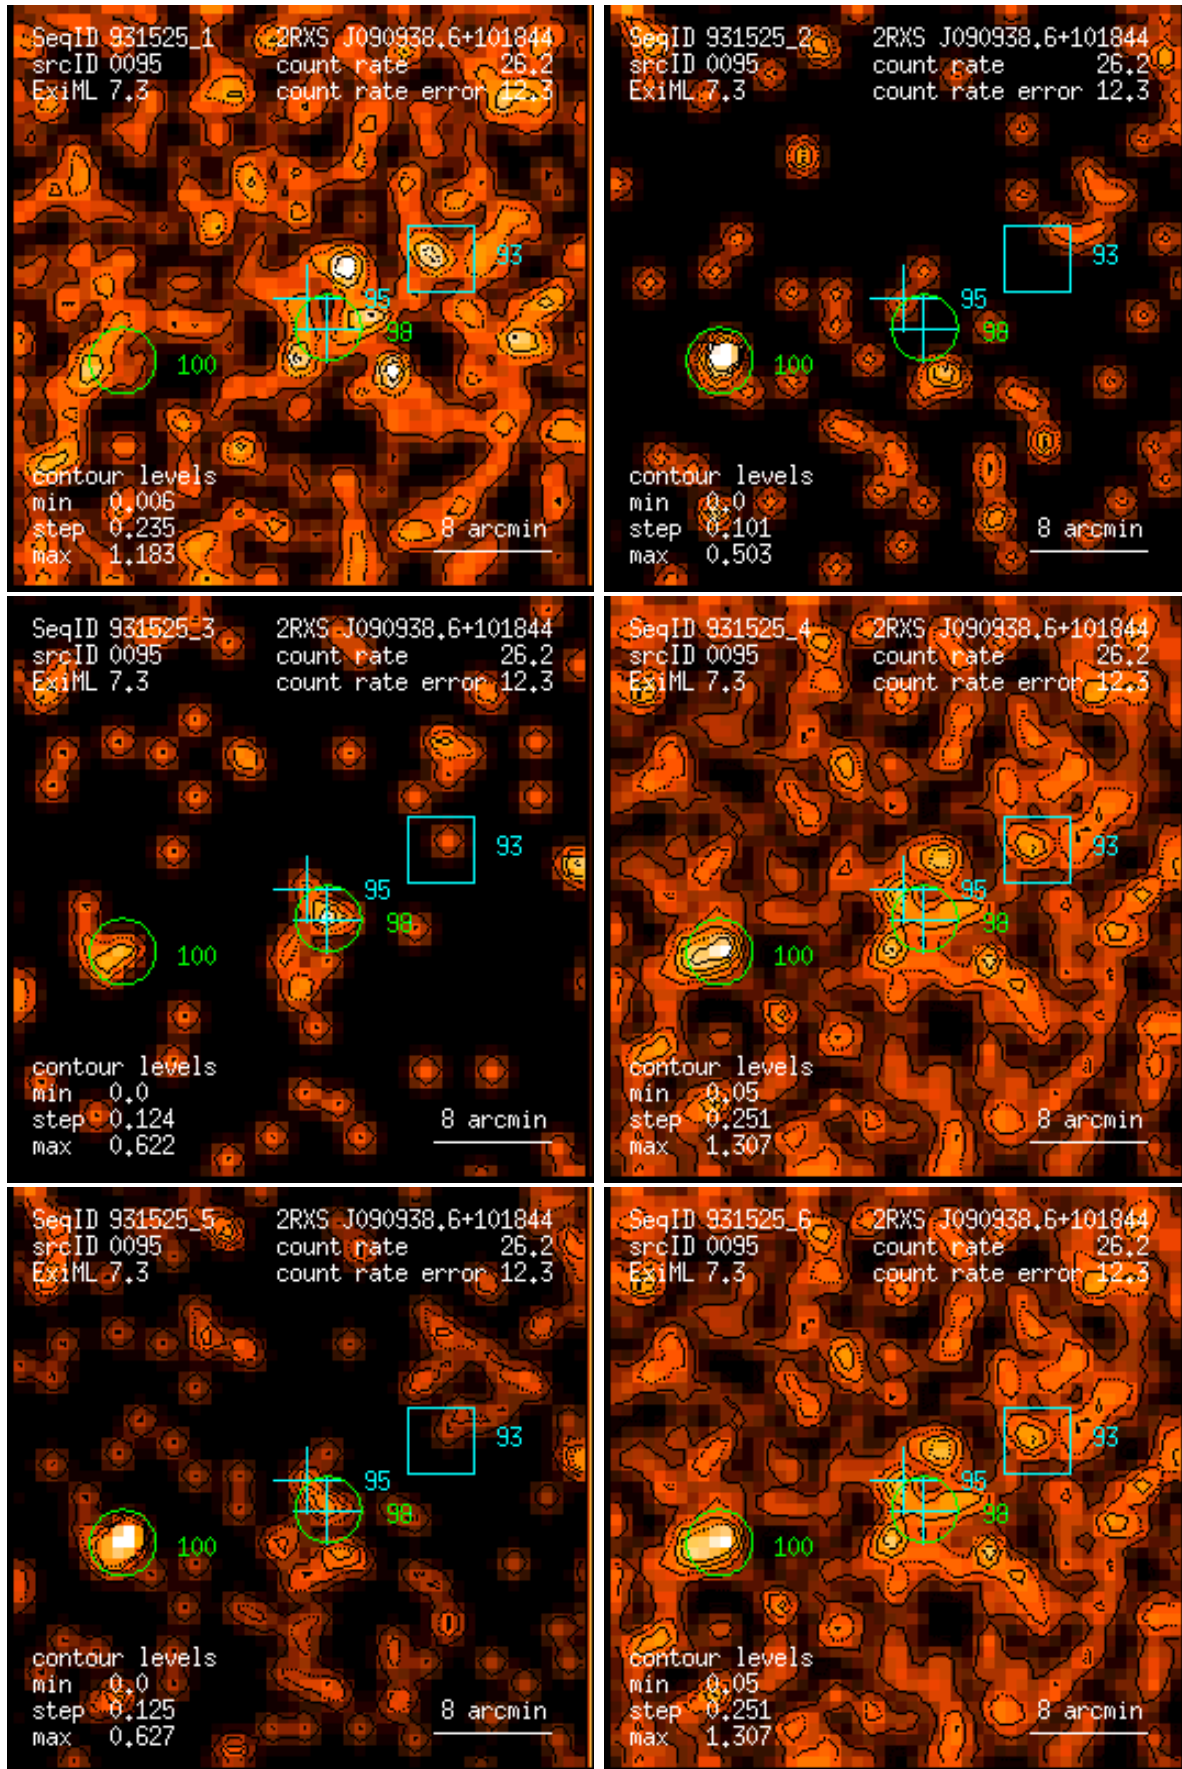 SeqID 931525_1 2RXS J090938.6+101844
srcID 0095 count rate 26.2
ExiML 7.3 count rate error 12.3
93
95
98
100
contour levels
min 0.006
step 0.235 8 arcmin
max 1.183
SeqID 931525_2 2RXS J090938.6+101844
srcID 0095 count rate 26.2
ExiML 7.3 count rate error 12.3
93
95
98
100
contour levels
min 0.0
step 0.101 8 arcmin
max 0.503
SeqID 931525_3 2RXS J090938.6+101844
srcID 0095 count rate 26.2
ExiML 7.3 count rate error 12.3
93
95
98
100
contour levels
min 0.0
step 0.124 8 arcmin
max 0.622
SeqID 931525_4 2RXS J090938.6+101844
srcID 0095 count rate 26.2
ExiML 7.3 count rate error 12.3
93
95
98
100
contour levels
min 0.05
step 0.251 8 arcmin
max 1.307
SeqID 931525_5 2RXS J090938.6+101844
srcID 0095 count rate 26.2
ExiML 7.3 count rate error 12.3
93
95
98
100
contour levels
min 0.0
step 0.125 8 arcmin
max 0.627
SeqID 931525_6 2RXS J090938.6+101844
srcID 0095 count rate 26.2
ExiML 7.3 count rate error 12.3
93
95
98
100
contour levels
min 0.05
step 0.251 8 arcmin
max 1.307